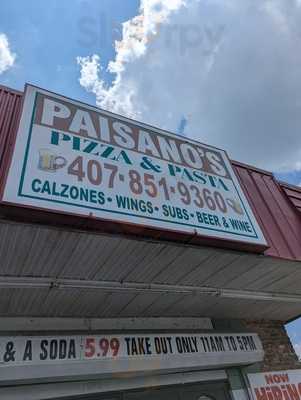 PAISANO'S
PIZZA & PASTA
407·851·9360
CALZONES · WINGS · SUBS · BEER & WINE
& A SODA 5.99 TAKE OUT ONLY 11AM TO 5PM
NOW